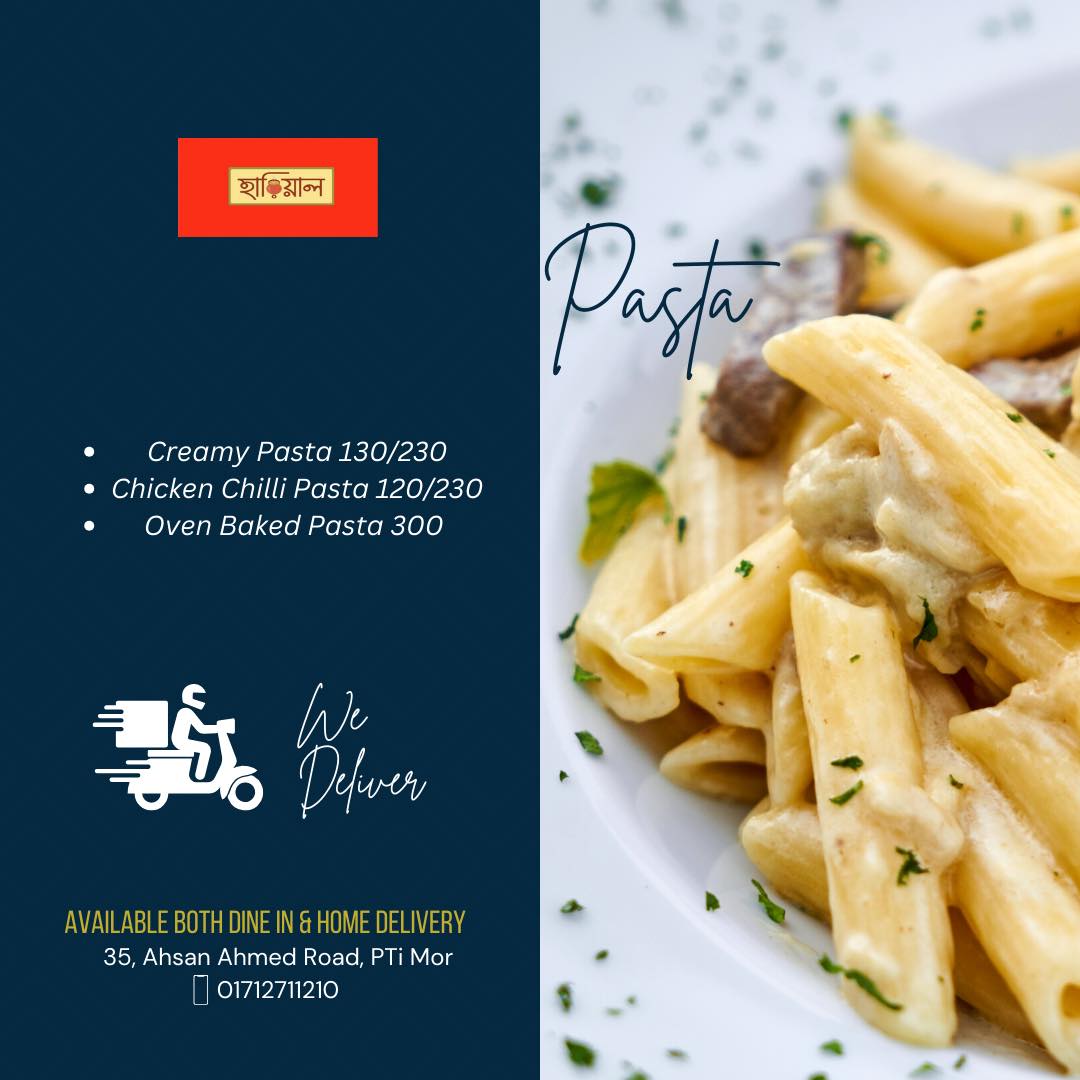 হাড়িয়াল
Pasta
• Creamy Pasta 130/230
• Chicken Chilli Pasta 120/230
• Oven Baked Pasta 300
We
Deliver
AVAILABLE BOTH DINE IN & HOME DELIVERY
35, Ahsan Ahmed Road, PTi Mor
01712711210